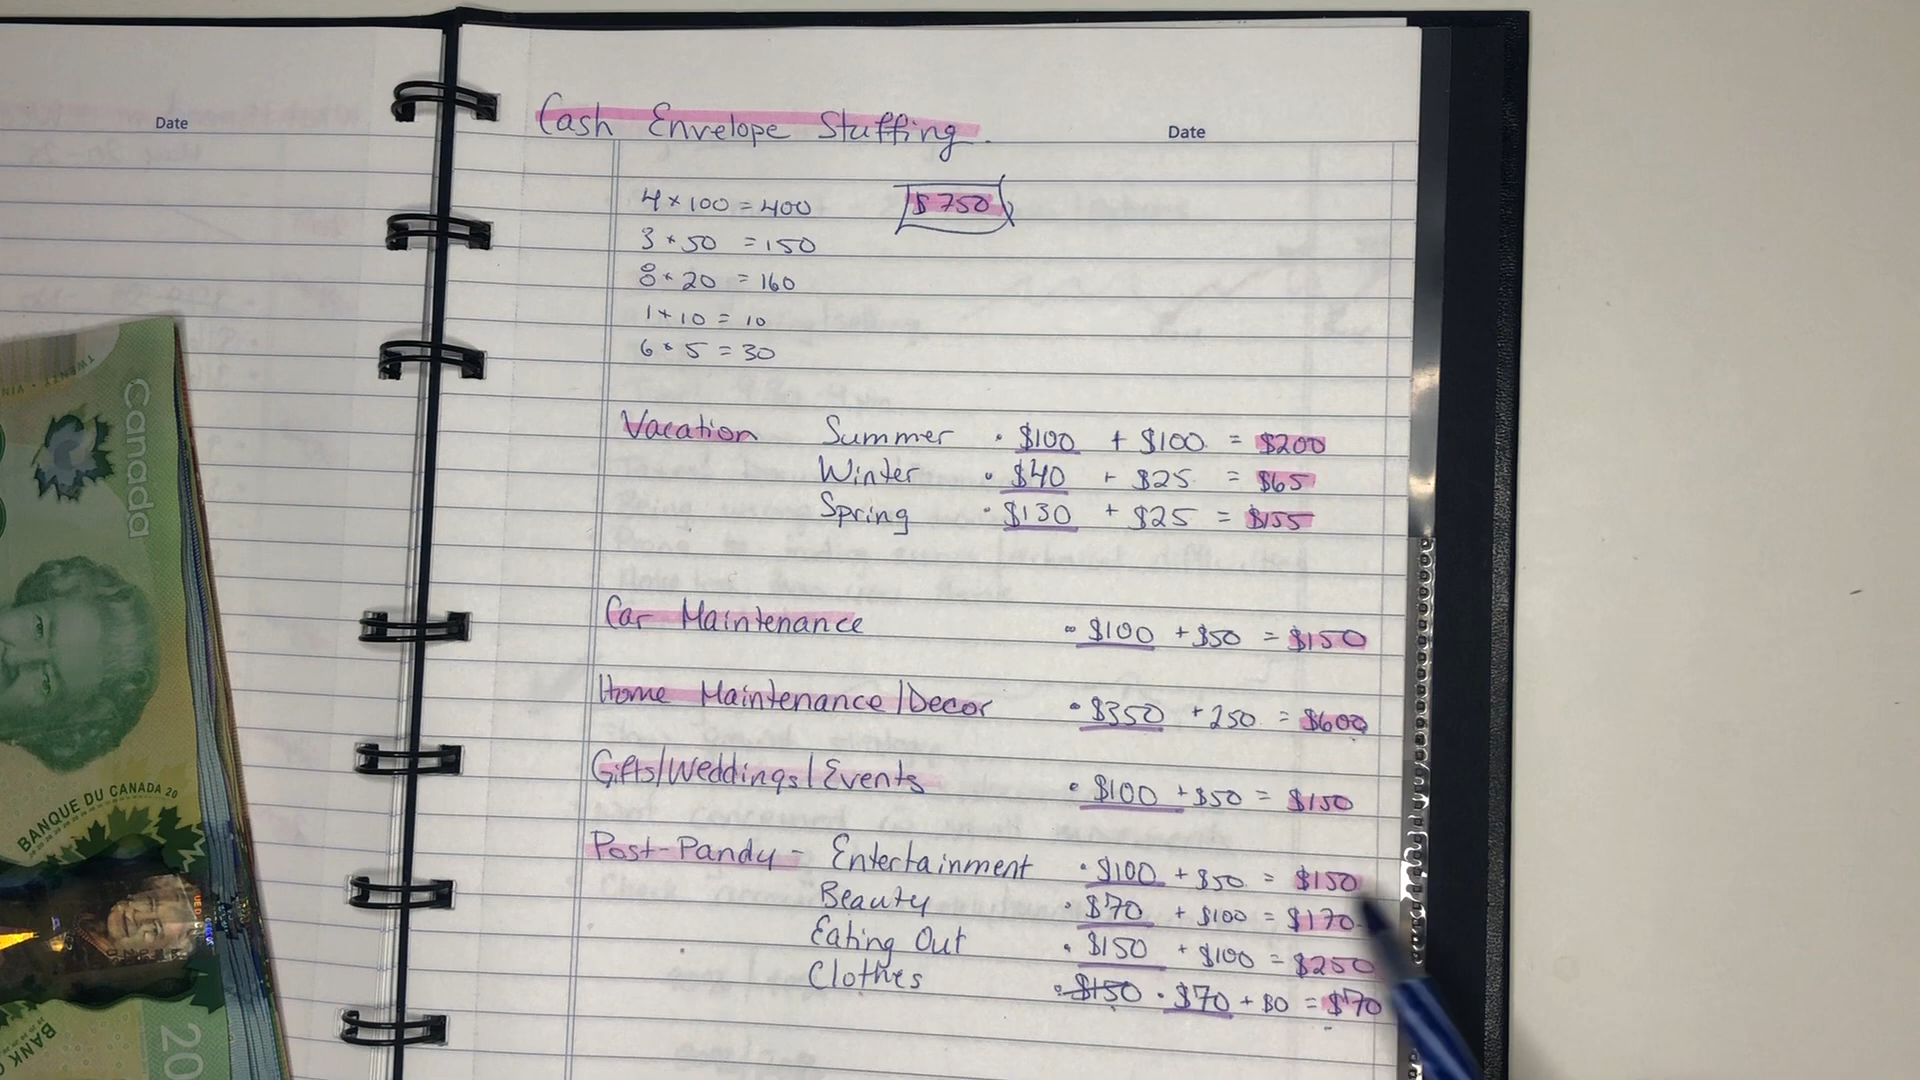 Date
Cash Envelope Stuffing.
Date
4 × 100 = 400
$750
3 × 50 = 150
8 × 20 = 160
1 × 10 = 10
6 × 5 = 30
Vacation Summer • $100 + $100 = $200
Winter • $40 + $25 = $65
Spring • $130 + $25 = $155
Car Maintenance • $100 + $50 = $150
Home Maintenance/Decor • $350 + 250 = $600
Gifts/Weddings/Events • $100 + $50 = $150
Post-Pandy - Entertainment • $100 + $50 = $150
Beauty • $70 + $100 = $170
Eating Out • $150 + $100 = $250
Clothes • $150 • $70 + $0 = $70
Canada
BANQUE DU CANADA 20
20
BANK